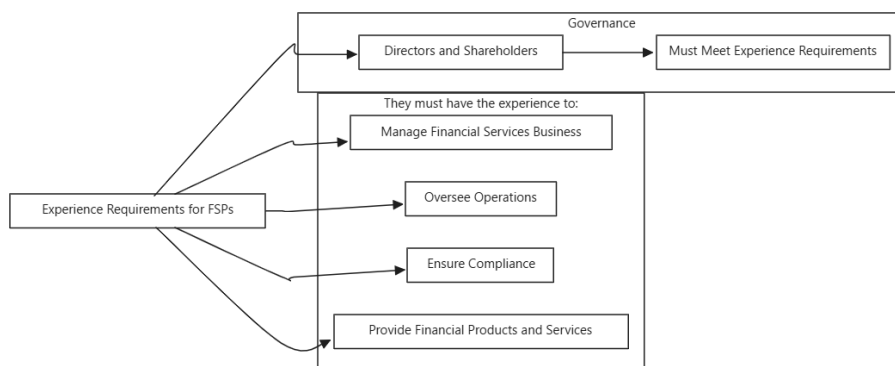 Governance
Directors and Shareholders
Must Meet Experience Requirements
They must have the experience to:
Manage Financial Services Business
Experience Requirements for FSPs
Oversee Operations
Ensure Compliance
Provide Financial Products and Services